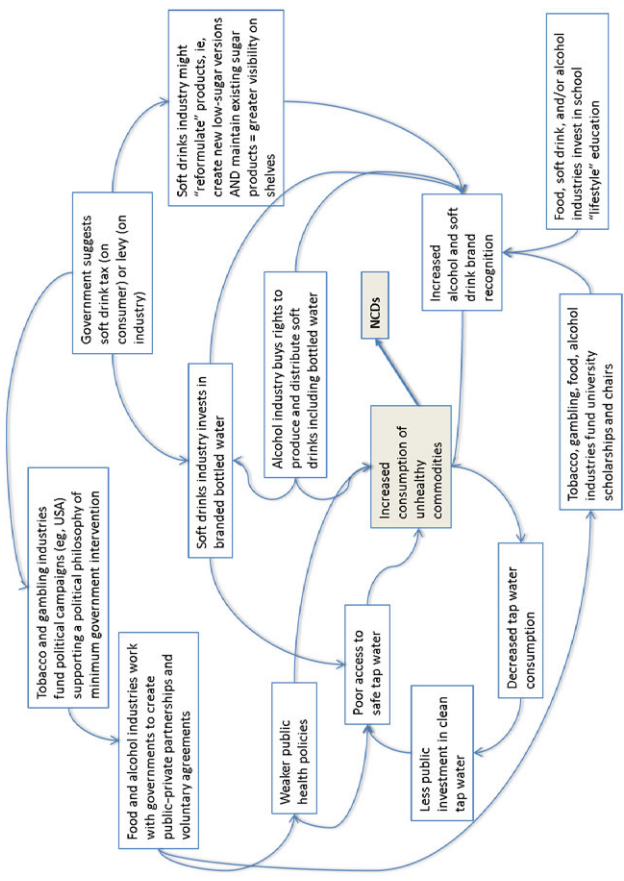 Tobacco and gambling industries
fund political campaigns (eg, USA)
supporting a political philosophy of
minimum government intervention
Government suggests
soft drink tax (on
consumer) or levy (on
industry)
Food and alcohol industries work
with governments to create
public–private partnerships and
voluntary agreements
Soft drinks industry invests in
branded bottled water
Soft drinks industry might
“reformulate” products, ie,
create new low-sugar versions
AND maintain existing sugar
products = greater visibility on
shelves
Weaker public
health policies
Alcohol industry buys rights to
produce and distribute soft
drinks including bottled water
Poor access to
safe tap water
Increased
consumption of
unhealthy
commodities
NCDs
Increased
alcohol and soft
drink brand
recognition
Less public
investment in clean
tap water
Decreased tap water
consumption
Tobacco, gambling, food, alcohol
industries fund university
scholarships and chairs
Food, soft drink, and/or alcohol
industries invest in school
“lifestyle” education